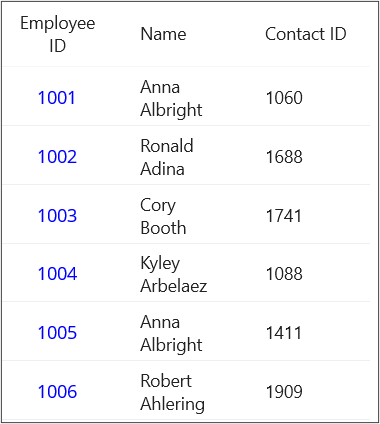 Employee
ID
Name
Contact ID
1001
Anna
Albright
1060
1002
Ronald
Adina
1688
1003
Cory
Booth
1741
1004
Kyley
Arbelaez
1088
1005
Anna
Albright
1411
1006
Robert
Ahlering
1909